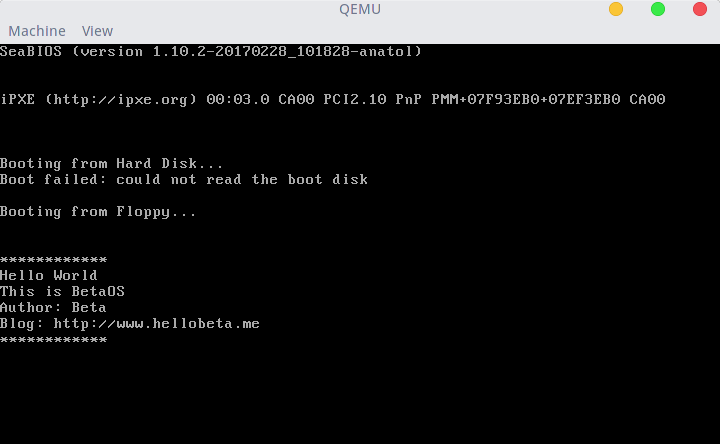 QEMU
Machine View
SeaBIOS (version 1.10.2-20170228_101828-anatol)
iPXE (http://ipxe.org) 00:03.0 CA00 PCI2.10 PnP PMM+07F93EB0+07EF3EB0 CA00
Booting from Hard Disk...
Boot failed: could not read the boot disk
Booting from Floppy...
************
Hello World
This is BetaOS
Author: Beta
Blog: http://www.hellobeta.me
************